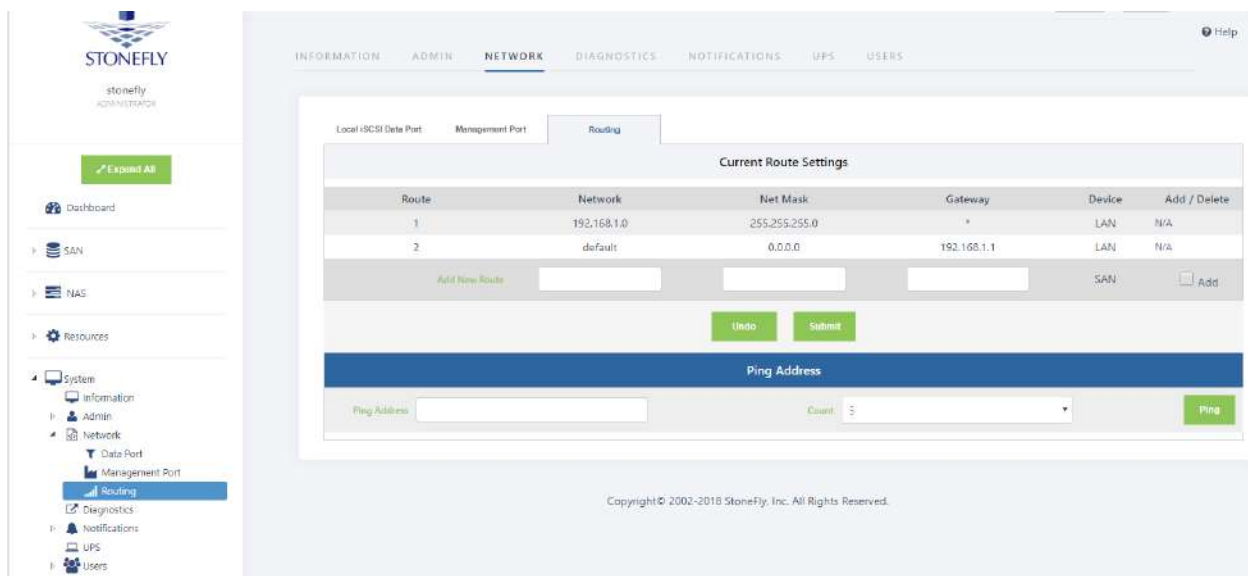 STONEFLY
stonefly
ADMINISTRATOR
Expand All
Dashboard
SAN
NAS
Resources
System
Information
Admin
Network
Data Port
Management Port
Routing
Diagnostics
Notifications
UPS
Users
Help
INFORMATION ADMIN NETWORK DIAGNOSTICS NOTIFICATIONS UPS USERS
Local iSCSI Data Port Management Port Routing
Current Route Settings
Route Network Net Mask Gateway Device Add / Delete
1 192.168.1.0 255.255.255.0 * LAN N/A
2 default 0.0.0.0 192.168.1.1 LAN N/A
Add New Route SAN Add
Undo Submit
Ping Address
Ping Address Count 5 Ping
Copyright© 2002-2018 StoneFly, Inc. All Rights Reserved.